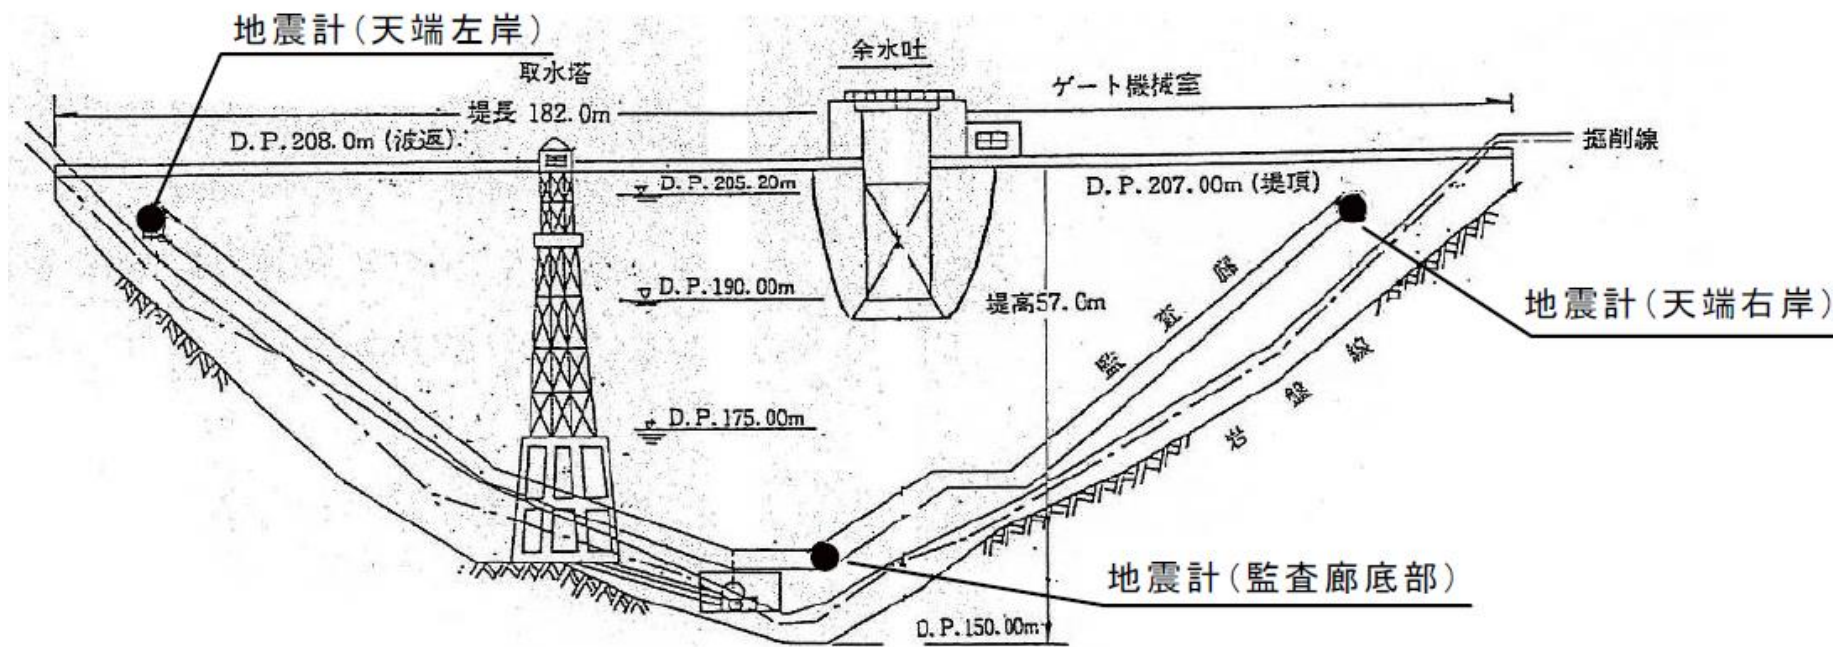 地震計(天端左岸)
取水塔
余水吐
ゲート機械室
堤長 182.0m
D.P.208.0m (波返)
掘削線
D.P.205.20m
D.P.207.00m (堤頂)
D.P.190.00m
堤高57.0m
監査廊
地震計(天端右岸)
岩盤線
D.P.175.00m
地震計(監査廊底部)
D.P.150.00m